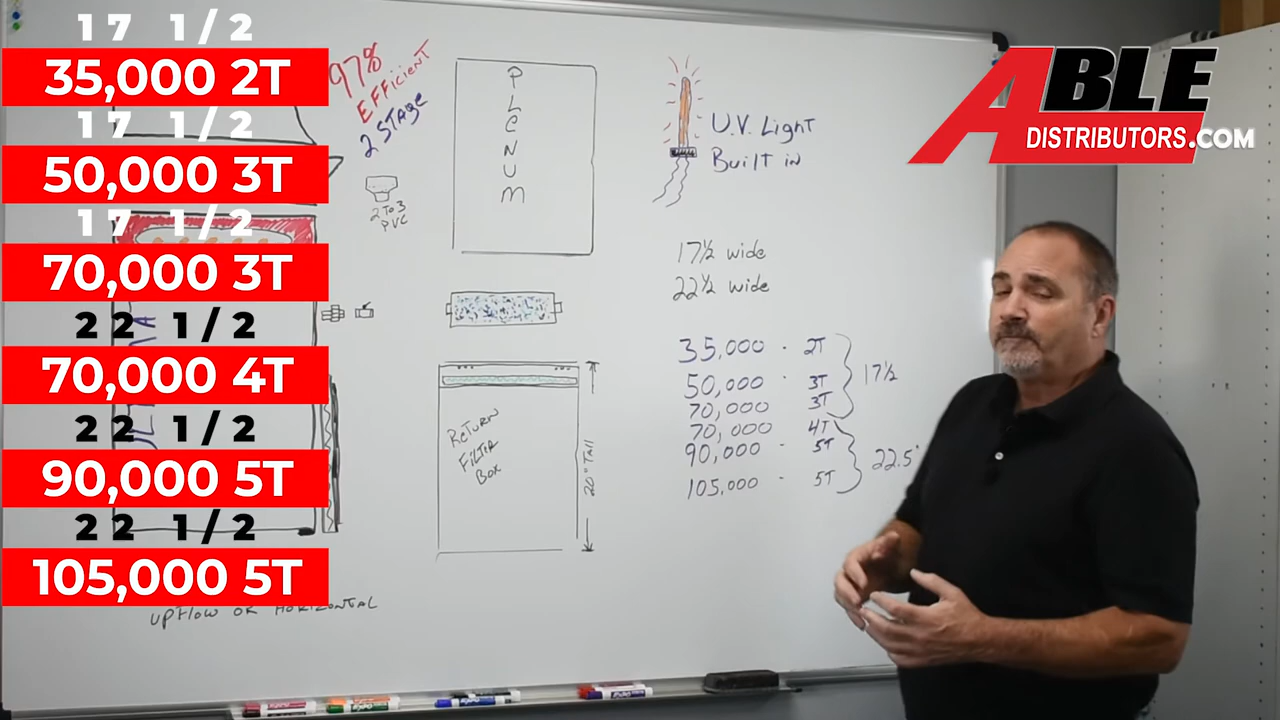 17 1/2
35,000 2T
17 1/2
50,000 3T
17 1/2
70,000 3T
22 1/2
70,000 4T
22 1/2
90,000 5T
22 1/2
105,000 5T
UPFLOW OR HORIZONTAL
97%
EFFICIENT
2 STAGE
2 To 3
PVC
PLENUM
RETURN
FILTER
BOX
20" TALL
U.V. Light
Built in
17½ wide
22½ wide
35,000 · 2T
50,000 · 3T
70,000 3T
17½
70,000 4T
90,000 5T
105,000 · 5T
22.5"
ABLE
DISTRIBUTORS.COM